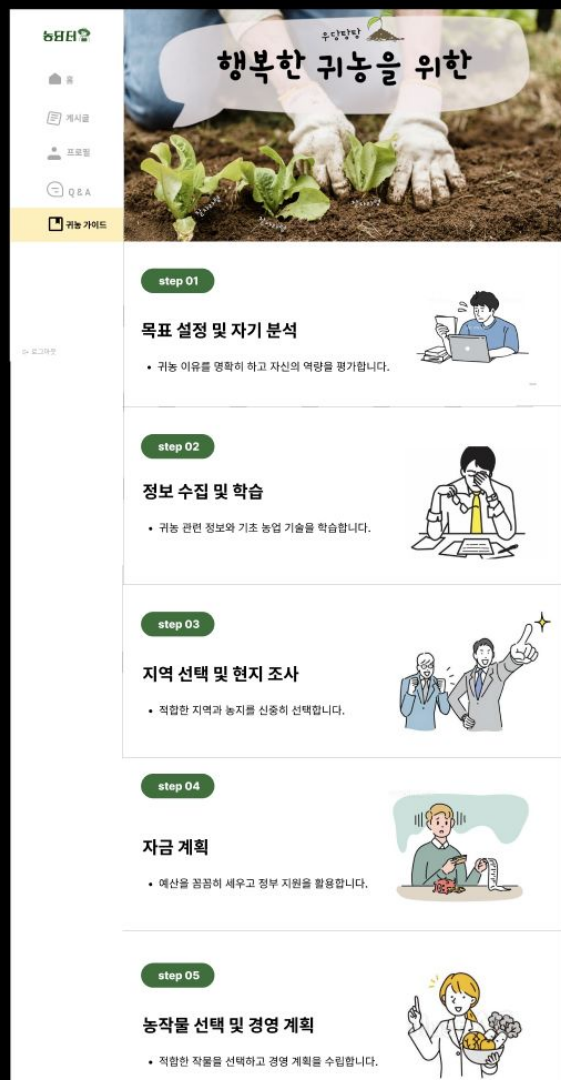 농담터
홈
게시글
프로필
Q&A
귀농 가이드
로그아웃
우당탕탕
행복한 귀농을 위한
step 01
목표 설정 및 자기 분석
• 귀농 이유를 명확히 하고 자신의 역량을 평가합니다.
step 02
정보 수집 및 학습
• 귀농 관련 정보와 기초 농업 기술을 학습합니다.
step 03
지역 선택 및 현지 조사
• 적합한 지역과 농지를 신중히 선택합니다.
step 04
자금 계획
• 예산을 꼼꼼히 세우고 정부 지원을 활용합니다.
step 05
농작물 선택 및 경영 계획
• 적합한 작물을 선택하고 경영 계획을 수립합니다.